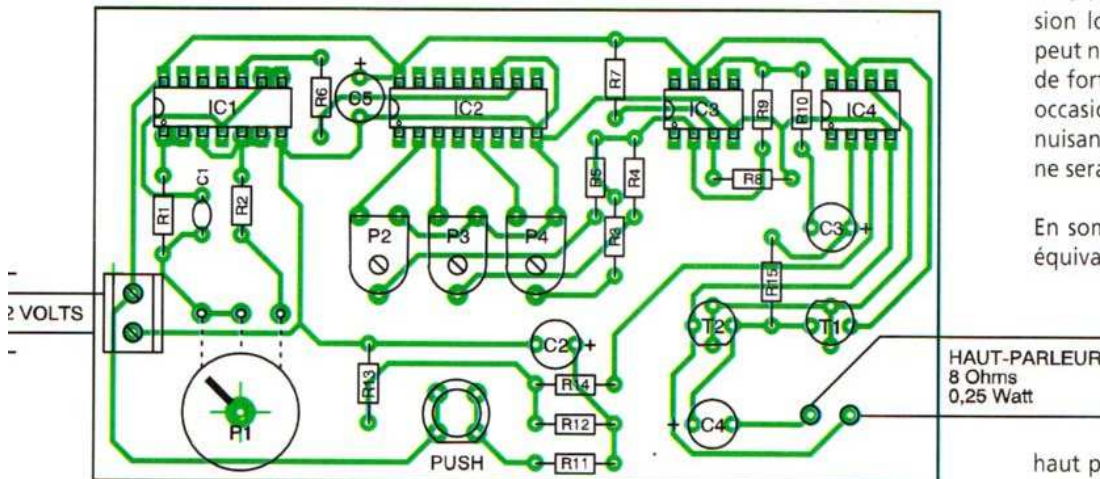 sion lo
peut n
de for
occasio
nuisan
ne sera
En som
équiva
R7
+
R6
C5
IC1
IC2
IC3
R9
R10
IC4
C1
R1
R2
R5
R4
R8
P2
P3
P4
R3
C3
+
R15
2 VOLTS
T2
T1
C2
+
R13
R14
HAUT-PARLEUR
8 Ohms
0,25 Watt
P1
R12
+
C4
PUSH
R11
haut p